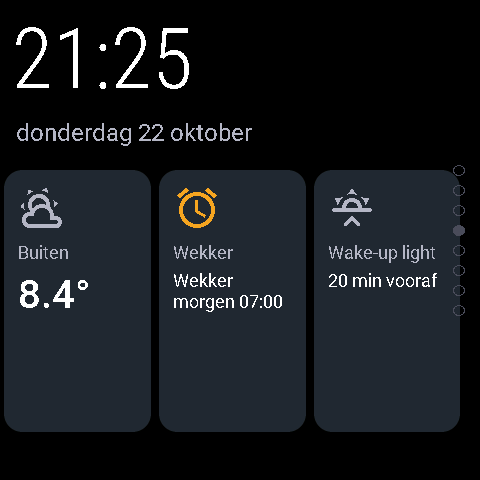 21:25
donderdag 22 oktober
Buiten
8.4°
Wekker
Wekker
morgen 07:00
Wake-up light
20 min vooraf